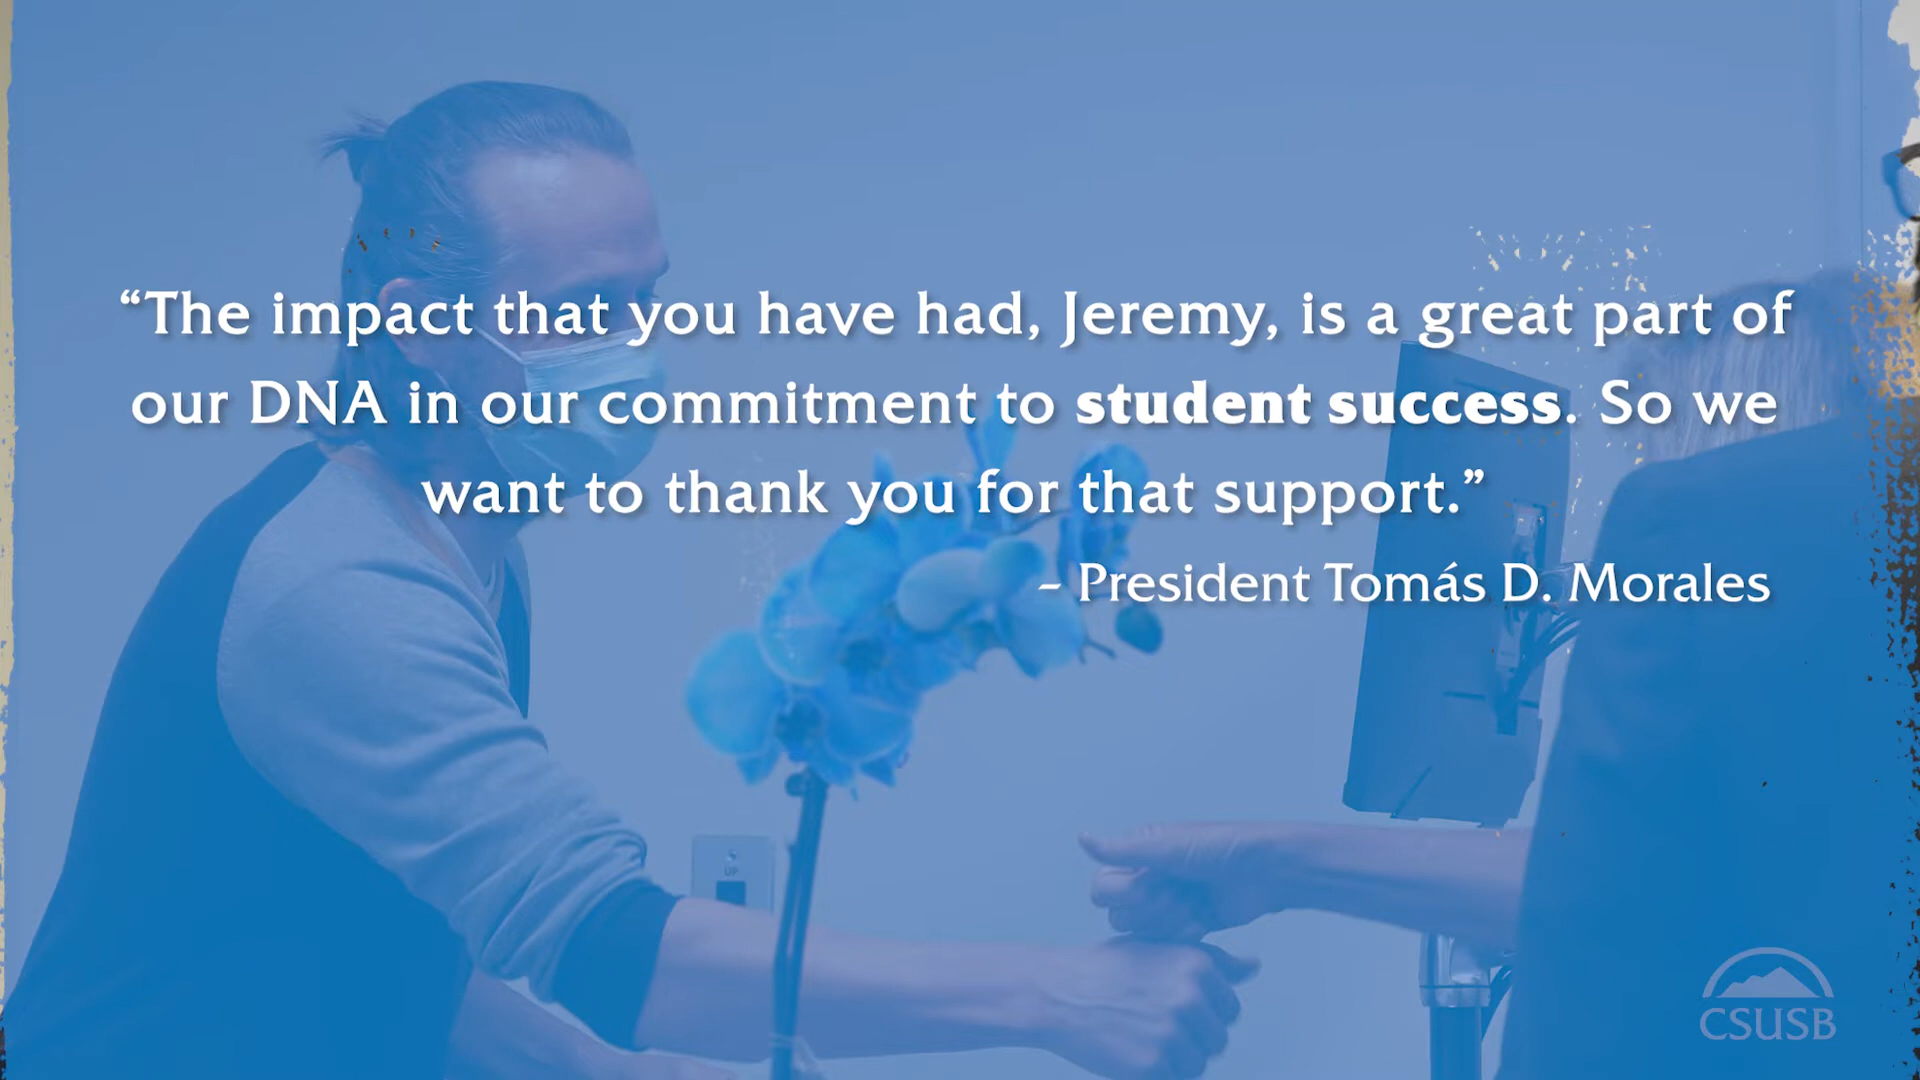 “The impact that you have had, Jeremy, is a great part of
our DNA in our commitment to student success. So we
want to thank you for that support.”
– President Tomás D. Morales
UP
CSUSB